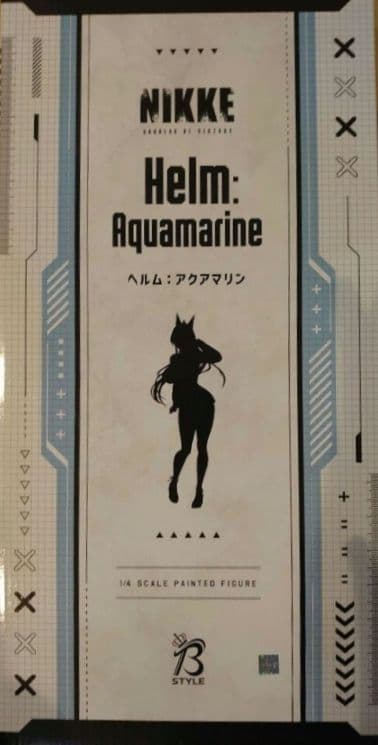 NIKKE
GODDESS OF VICTORY
Helm:
Aquamarine
ヘルム：アクアマリン
1/4 SCALE PAINTED FIGURE
B
STYLE